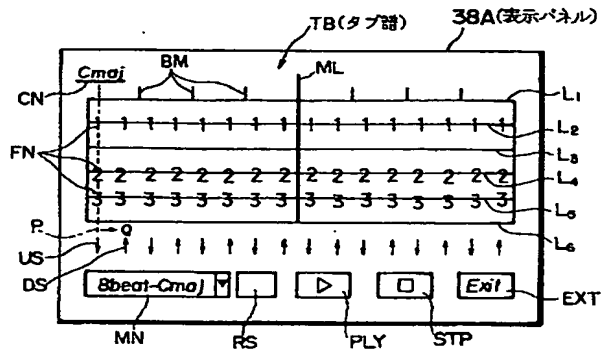 38A(表示パネル)
TB(タブ譜)
BM ML
Cmaj
CN L1
1 1 1 1 1 1 1 1 1 1 1 1 1 1 1 1 L2
FN L3
2 2 2 2 2 2 2 2 2 2 2 2 2 2 2 2 L4
3 3 3 3 3 3 3 3 3 3 3 3 3 3 3 3 L5
P Q L6
US
DS
8beat-Cmaj Exit EXT
MN RS PLY STP